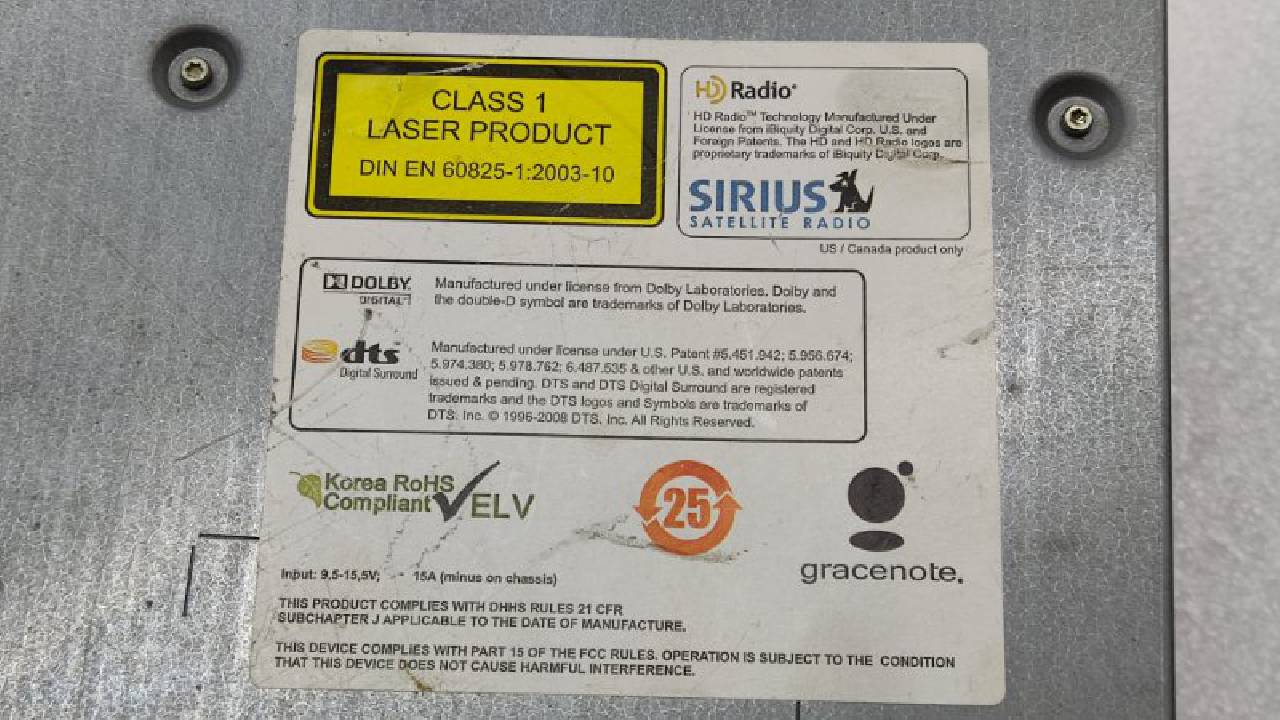 CLASS 1
LASER PRODUCT
DIN EN 60825-1:2003-10
HD Radio®
HD Radio™ Technology Manufactured Under
License from iBiquity Digital Corp. U.S. and
Foreign Patents. The HD and HD Radio logos are
proprietary trademarks of iBiquity Digital Corp.
SIRIUS
SATELLITE RADIO
US / Canada product only
DOLBY
DIGITAL
Manufactured under license from Dolby Laboratories. Dolby and
the double-D symbol are trademarks of Dolby Laboratories.
dts
Digital Surround
Manufactured under license under U.S. Patent #5.451.942; 5.956.674;
5.974.380; 5.978.762; 6.487.535 & other U.S. and worldwide patents
issued & pending. DTS and DTS Digital Surround are registered
trademarks and the DTS logos and Symbols are trademarks of
DTS. Inc. © 1996-2008 DTS. Inc. All Rights Reserved.
Korea RoHS
Compliant
ELV
25
gracenote.
Input: 9.5-15,5V; 15A (minus on chassis)
THIS PRODUCT COMPLIES WITH DHHS RULES 21 CFR
SUBCHAPTER J APPLICABLE TO THE DATE OF MANUFACTURE.
THIS DEVICE COMPLIES WITH PART 15 OF THE FCC RULES. OPERATION IS SUBJECT TO THE CONDITION
THAT THIS DEVICE DOES NOT CAUSE HARMFUL INTERFERENCE.